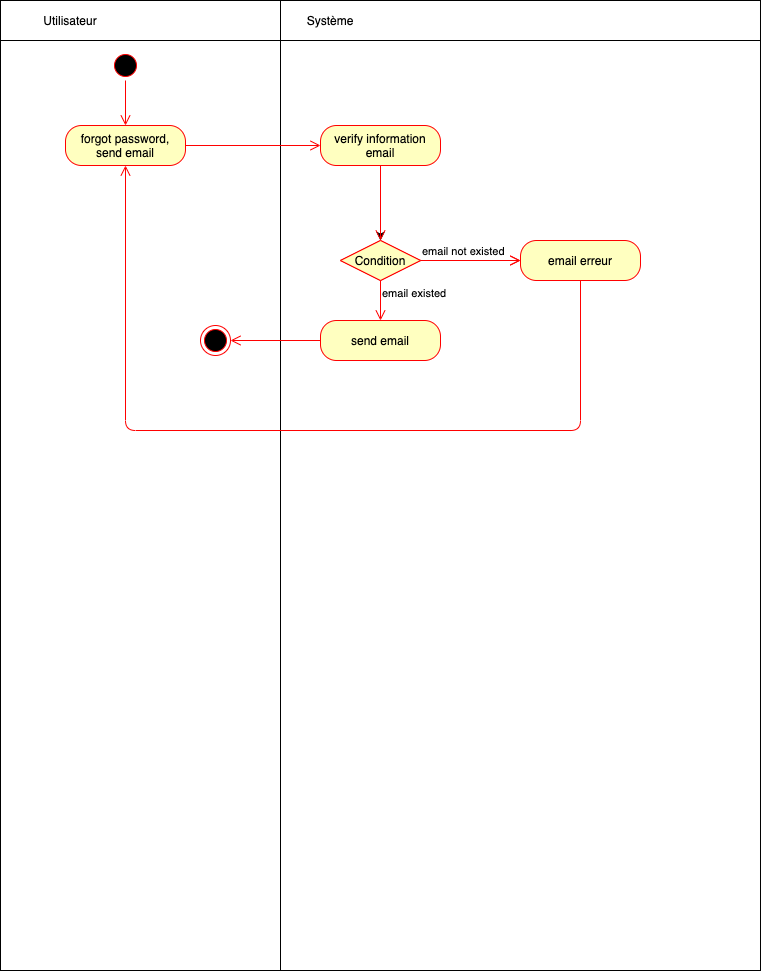 Utilisateur
Système
forgot password,
send email
verify information
email
Condition
email not existed
email erreur
email existed
send email